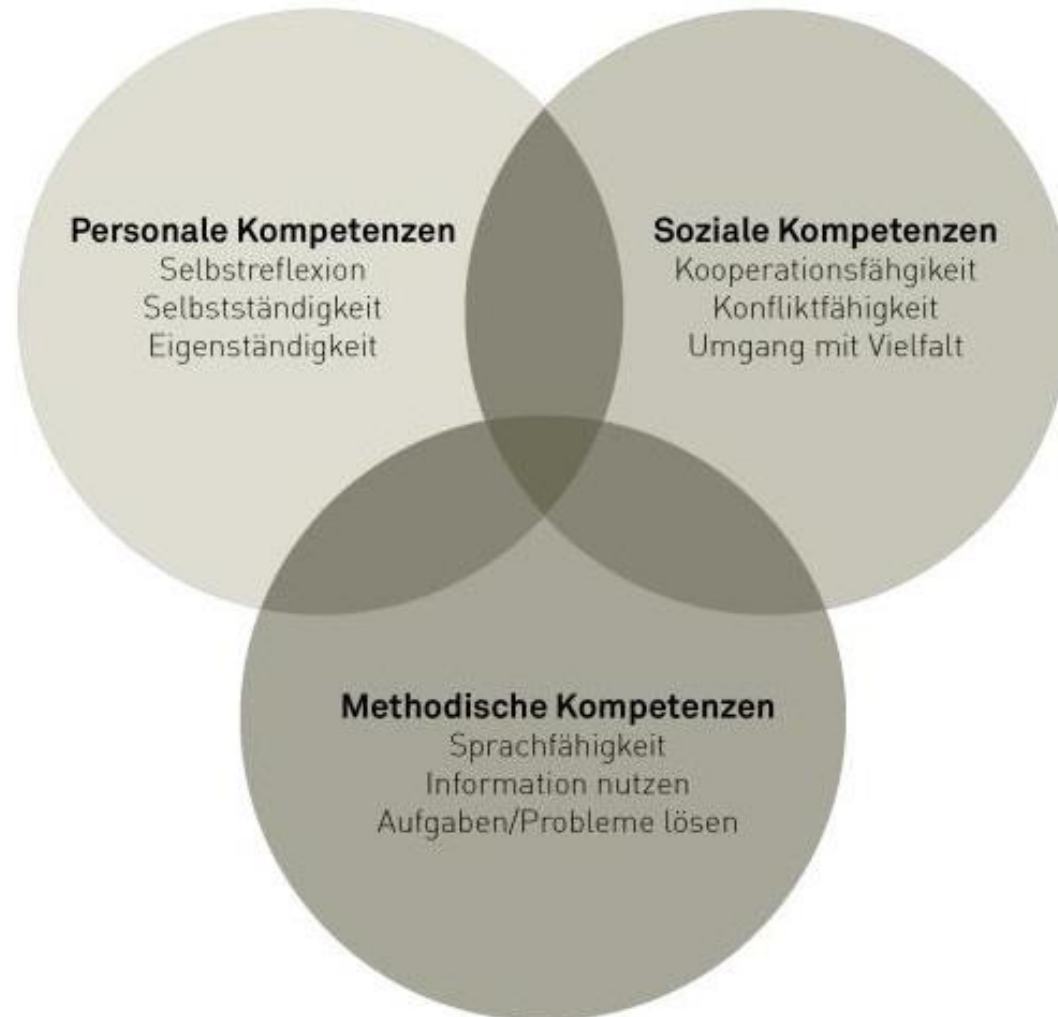 Personale Kompetenzen
Selbstreflexion
Selbstständigkeit
Eigenständigkeit
Soziale Kompetenzen
Kooperationsfähgikeit
Konfliktfähigkeit
Umgang mit Vielfalt
Methodische Kompetenzen
Sprachfähigkeit
Information nutzen
Aufgaben/Probleme lösen